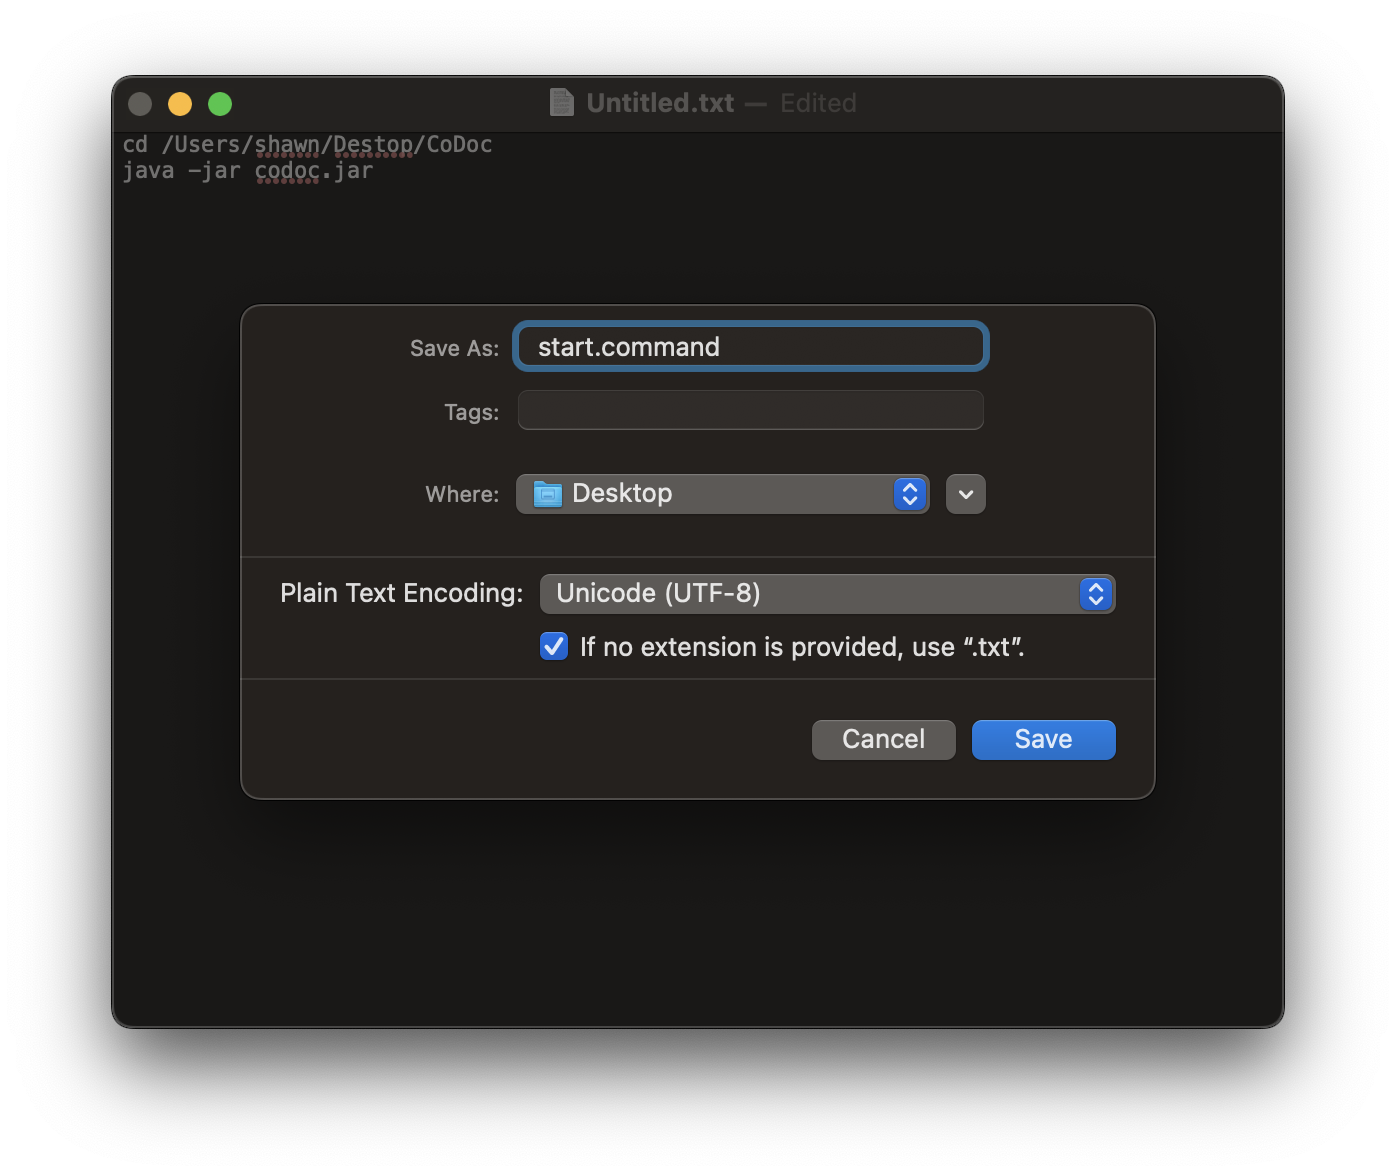 Untitled.txt — Edited
cd /Users/shawn/Destop/CoDoc
java -jar codoc.jar
Save As: start.command
Tags:
Where: Desktop
Plain Text Encoding: Unicode (UTF-8)
If no extension is provided, use “.txt”.
Cancel Save